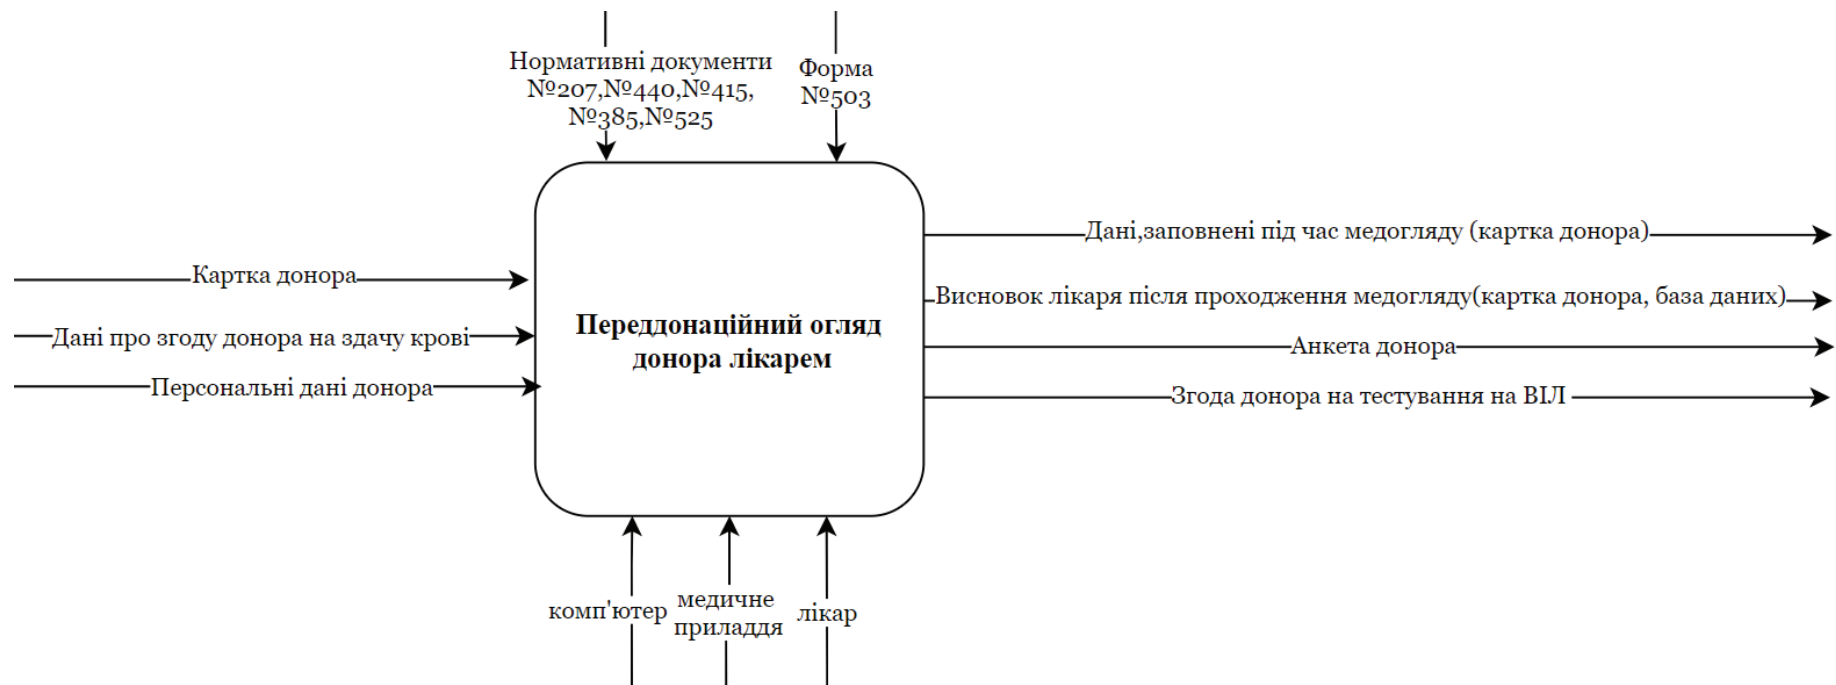 Нормативні документи
№207,№440,№415,
№385,№525
Форма
№503
Картка донора
Дані про згоду донора на здачу крові
Персональні дані донора
Переддонаційний огляд
донора лікарем
Дані,заповнені під час медогляду (картка донора)
Висновок лікаря після проходження медогляду(картка донора, база даних)
Анкета донора
Згода донора на тестування на ВІЛ
комп'ютер
медичне
приладдя
лікар